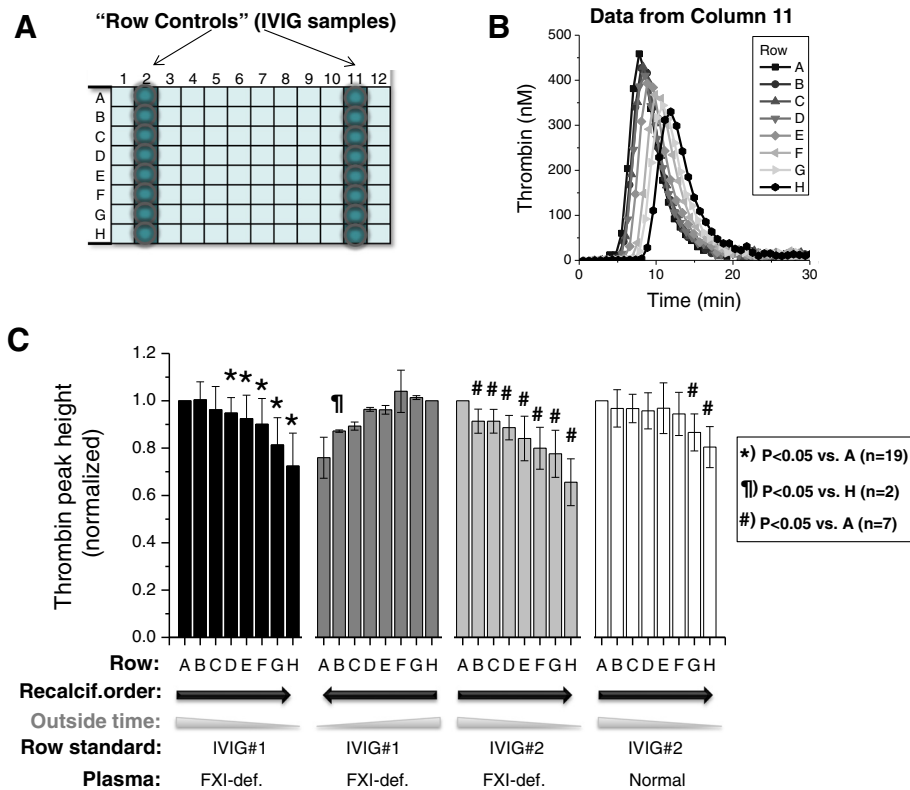 A
“Row Controls” (IVIG samples)
1 2 3 4 5 6 7 8 9 10 11 12
A
B
C
D
E
F
G
H
B
Data from Column 11
Thrombin (nM)
500
400
300
200
100
0
0 10 20 30
Time (min)
Row
A
B
C
D
E
F
G
H
C
Thrombin peak height
(normalized)
1.2
1.0
0.8
0.6
0.4
0.2
0.0
* * * * *
¶
# # # # # # #
# #
*) P<0.05 vs. A (n=19)
¶) P<0.05 vs. H (n=2)
#) P<0.05 vs. A (n=7)
Row: A B C D E F G H A B C D E F G H A B C D E F G H A B C D E F G H
Recalcif.order:
Outside time:
Row standard: IVIG#1 IVIG#1 IVIG#2 IVIG#2
Plasma: FXI-def. FXI-def. FXI-def. Normal